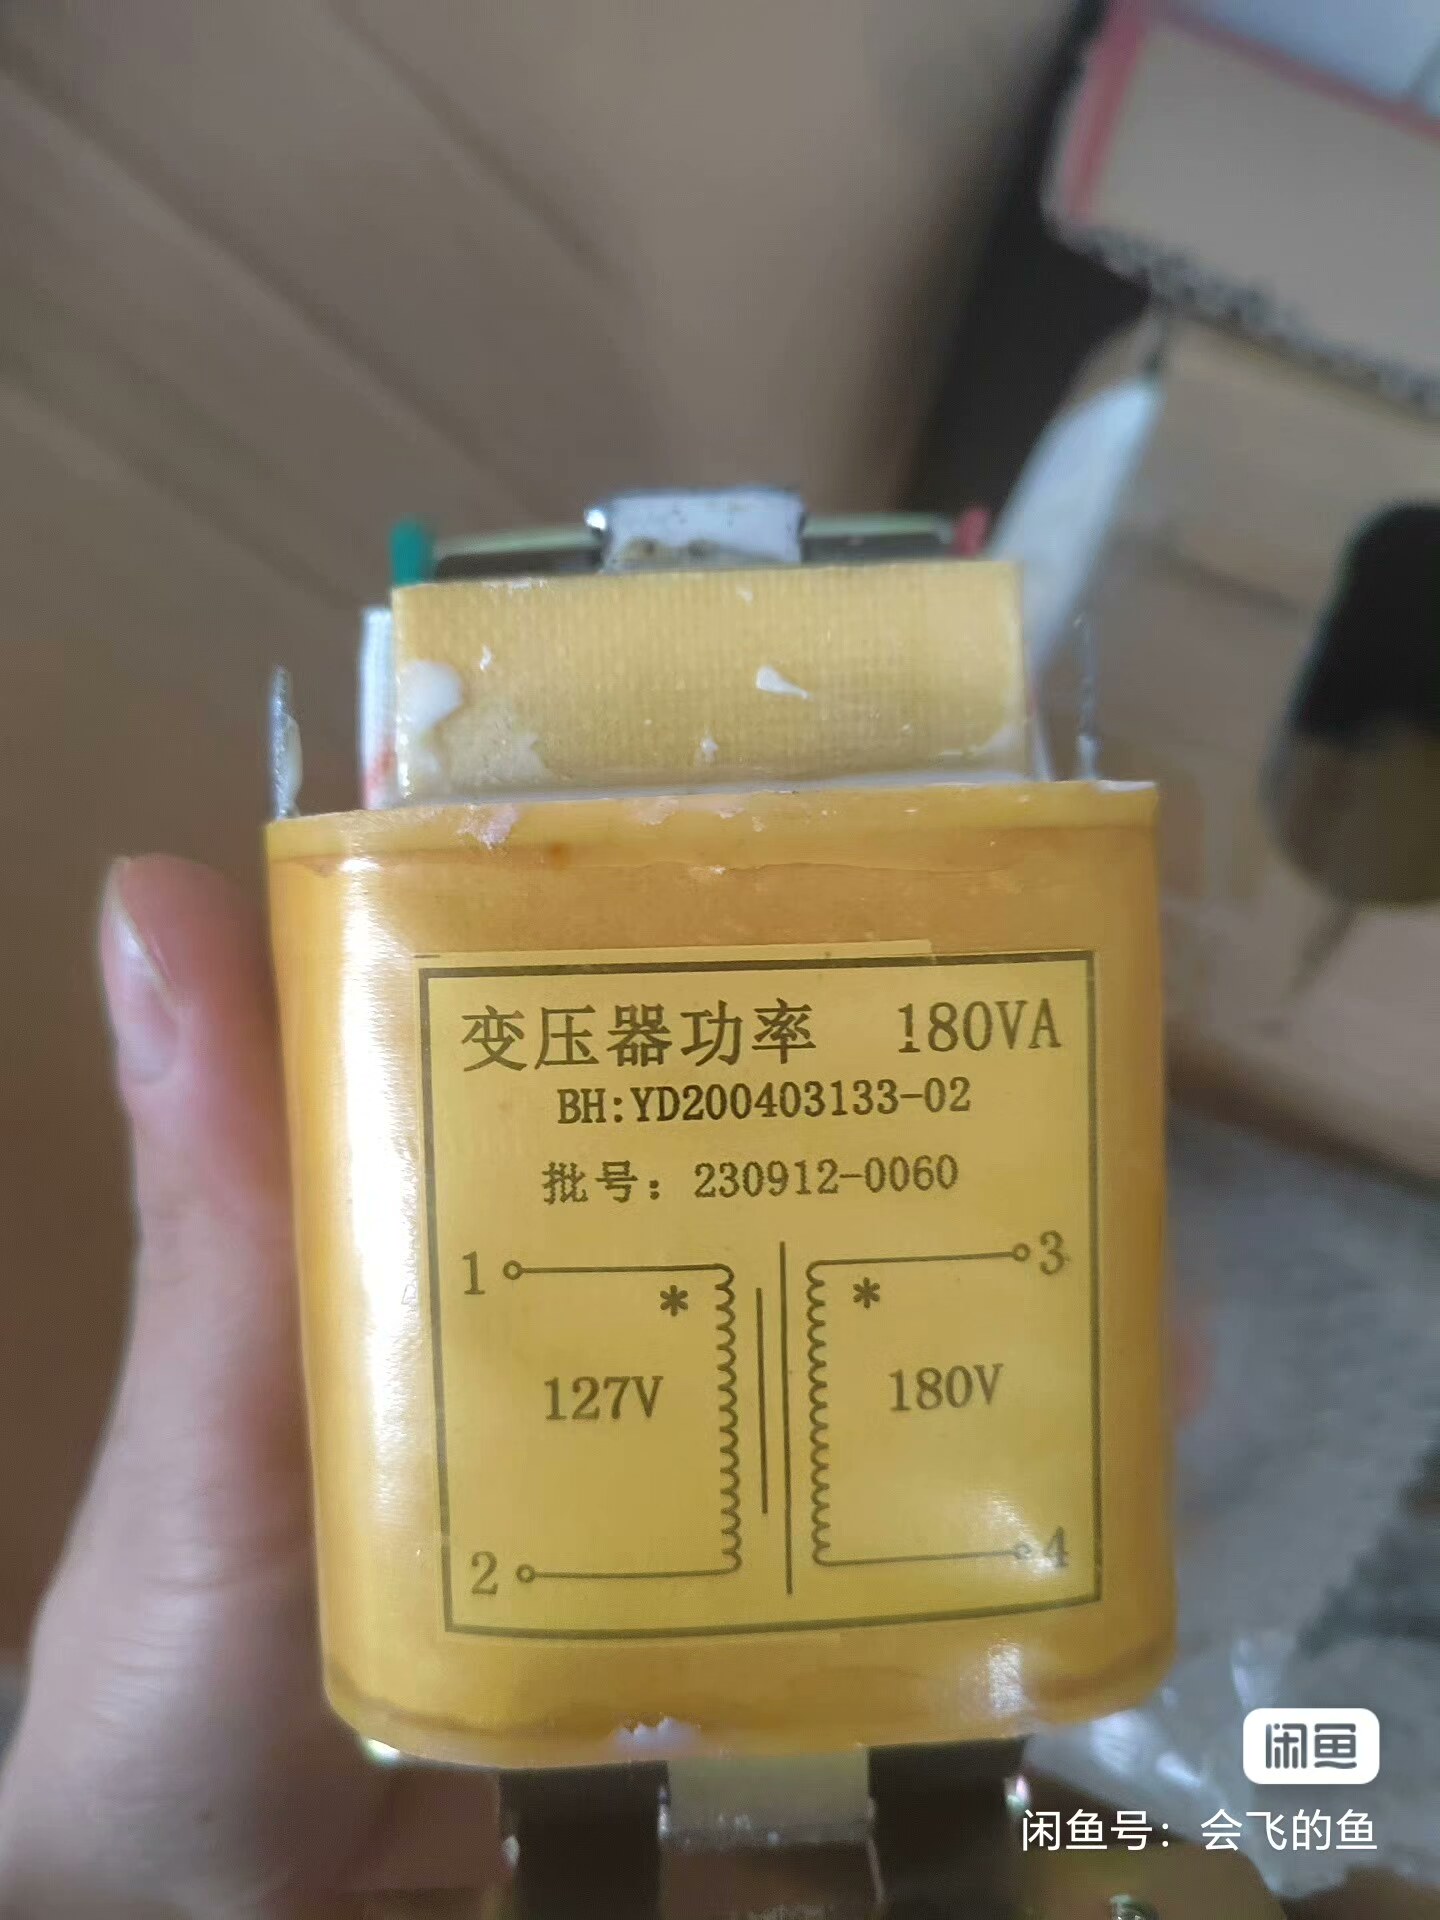 变压器功率 180VA
BH:YD200403133-02
批号：230912-0060
1 * * 3
127V 180V
2 4
闲鱼
闲鱼号：会飞的鱼